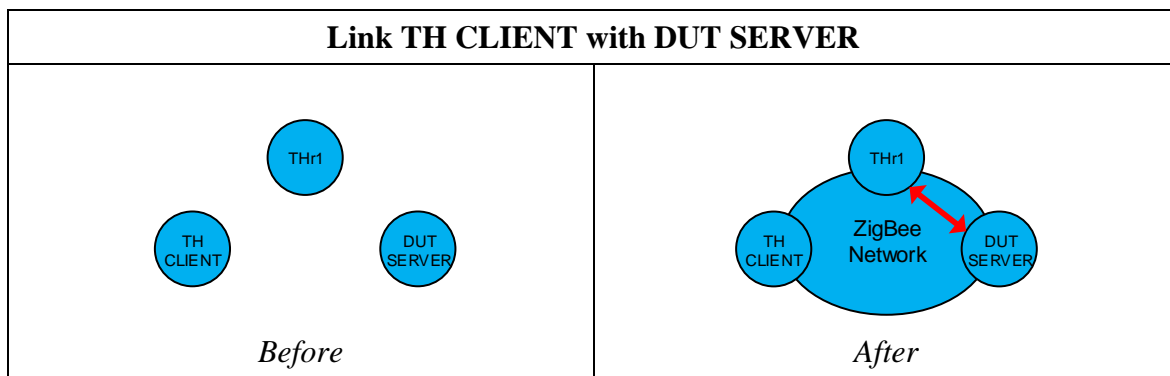 Link TH CLIENT with DUT SERVER
THr1
TH
CLIENT
DUT
SERVER
Before
THr1
ZigBee
Network
TH
CLIENT
DUT
SERVER
After